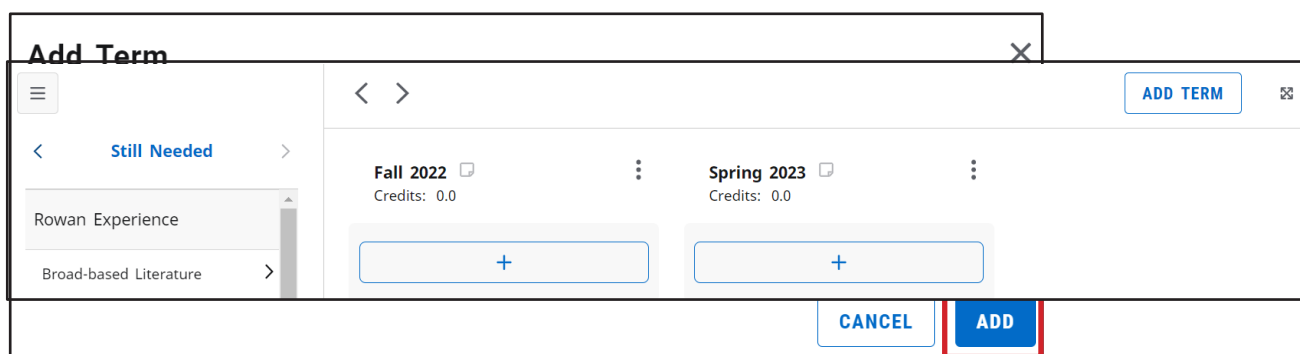 Add Term
ADD TERM
Still Needed
Fall 2022
Credits: 0.0
Spring 2023
Credits: 0.0
Rowan Experience
Broad-based Literature
CANCEL
ADD